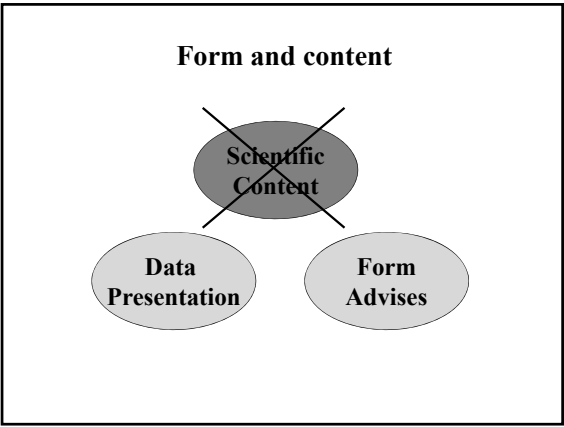 Form and content
Scientific
Content
Data
Presentation
Form
Advises